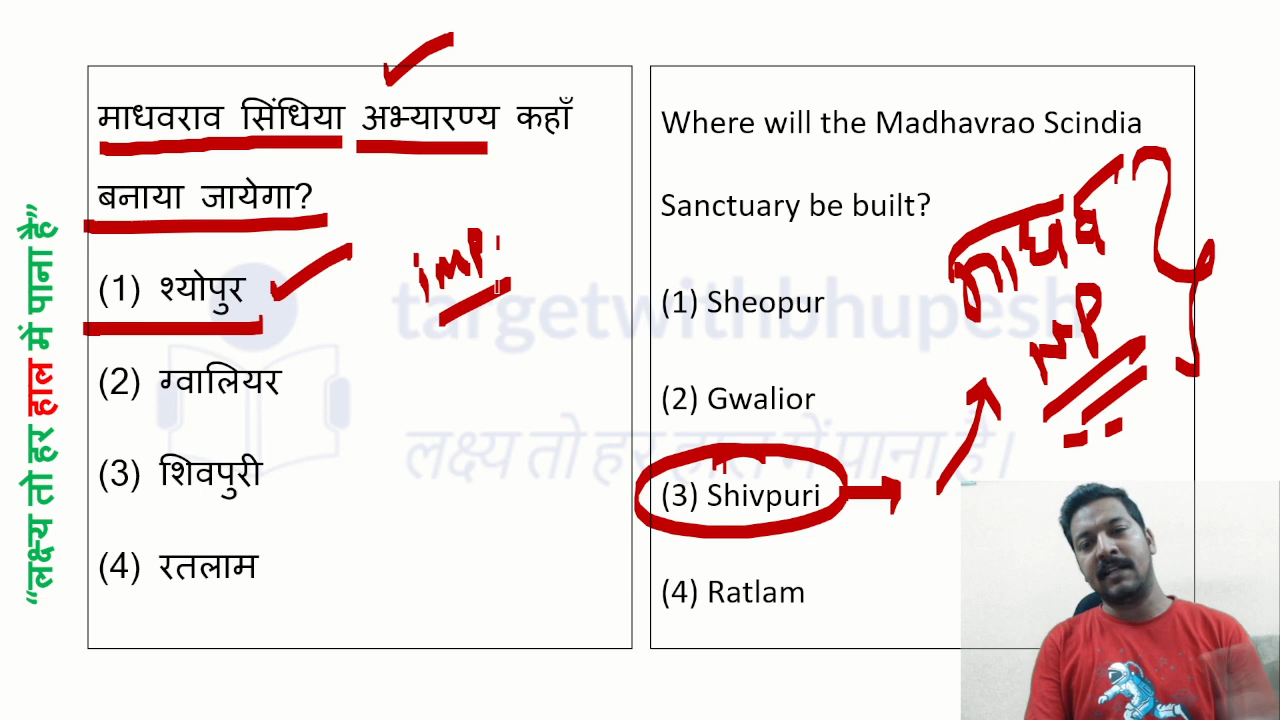 "लक्ष्य तो हर हाल में पाना है"
माधवराव सिंधिया अभ्यारण्य कहाँ
बनाया जायेगा?
(1) श्योपुर
(2) ग्वालियर
(3) शिवपुरी
(4) रतलाम
imp.
Where will the Madhavrao Scindia
Sanctuary be built?
(1) Sheopur
(2) Gwalior
(3) Shivpuri
(4) Ratlam
माधव
MP
targetwithbhupesh
लक्ष्य तो हर हाल में पाना है।